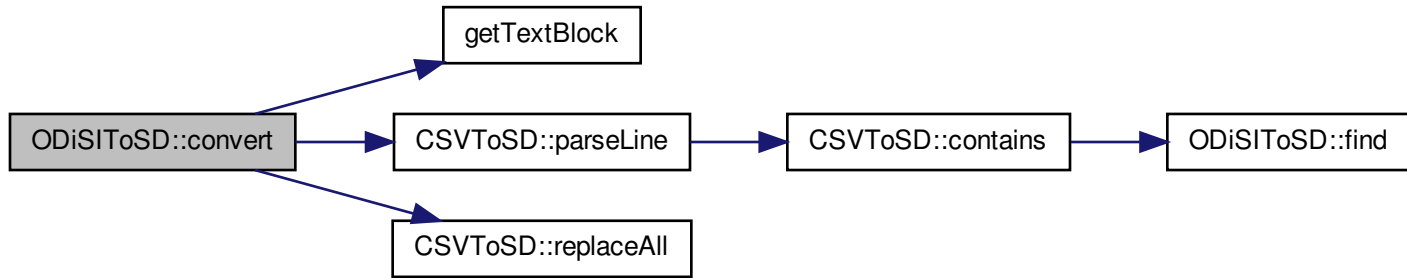 getTextBlock
ODiSIToSD::convert
CSVToSD::parseLine
CSVToSD::contains
ODiSIToSD::find
CSVToSD::replaceAll